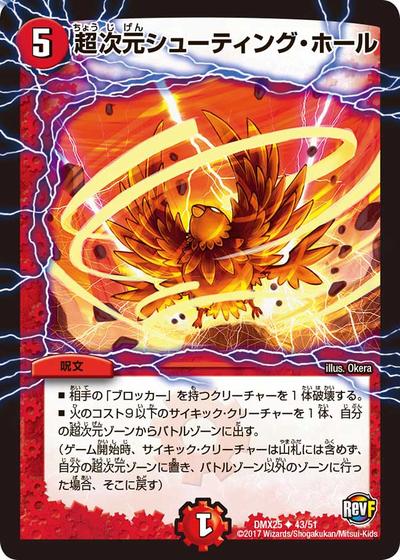 5
ちょうじげん
超次元シューティング・ホール
illus. Okera
呪文
■ 相手の「ブロッカー」を持つクリーチャーを1体破壊する。
■ 火のコスト9以下のサイキック・クリーチャーを1体、自分
の超次元ゾーンからバトルゾーンに出す。
(ゲーム開始時、サイキック・クリーチャーは山札には含めず、
自分の超次元ゾーンに置き、バトルゾーン以外のゾーンに行っ
た場合、そこに戻す)
RevF
1
DMX25 ◆ 43/51
©2017 Wizards/Shogakukan/Mitsui-Kids